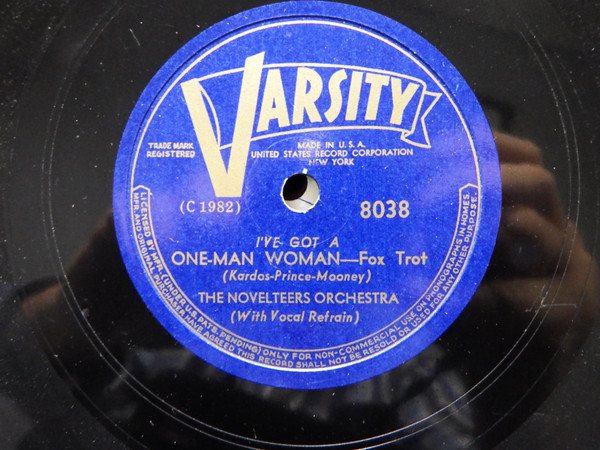 VARSITY
TRADE MARK
REGISTERED
MADE IN U.S.A.
UNITED STATES RECORD CORPORATION
NEW YORK
(C 1982)
8038
I'VE GOT A
ONE-MAN WOMAN—Fox Trot
(Kardos-Prince-Mooney)
THE NOVELTEERS ORCHESTRA
(With Vocal Refrain)
LICENSED BY MFR. (UNDER U.S. PATS. PENDING) ONLY FOR NON-COMMERCIAL USE ON PHONOGRAPHS IN HOMES.
MFR. AND ORIGINAL PURCHASER HAVE AGREED THIS RECORD SHALL NOT BE RESOLD OR USED FOR ANY OTHER PURPOSE.